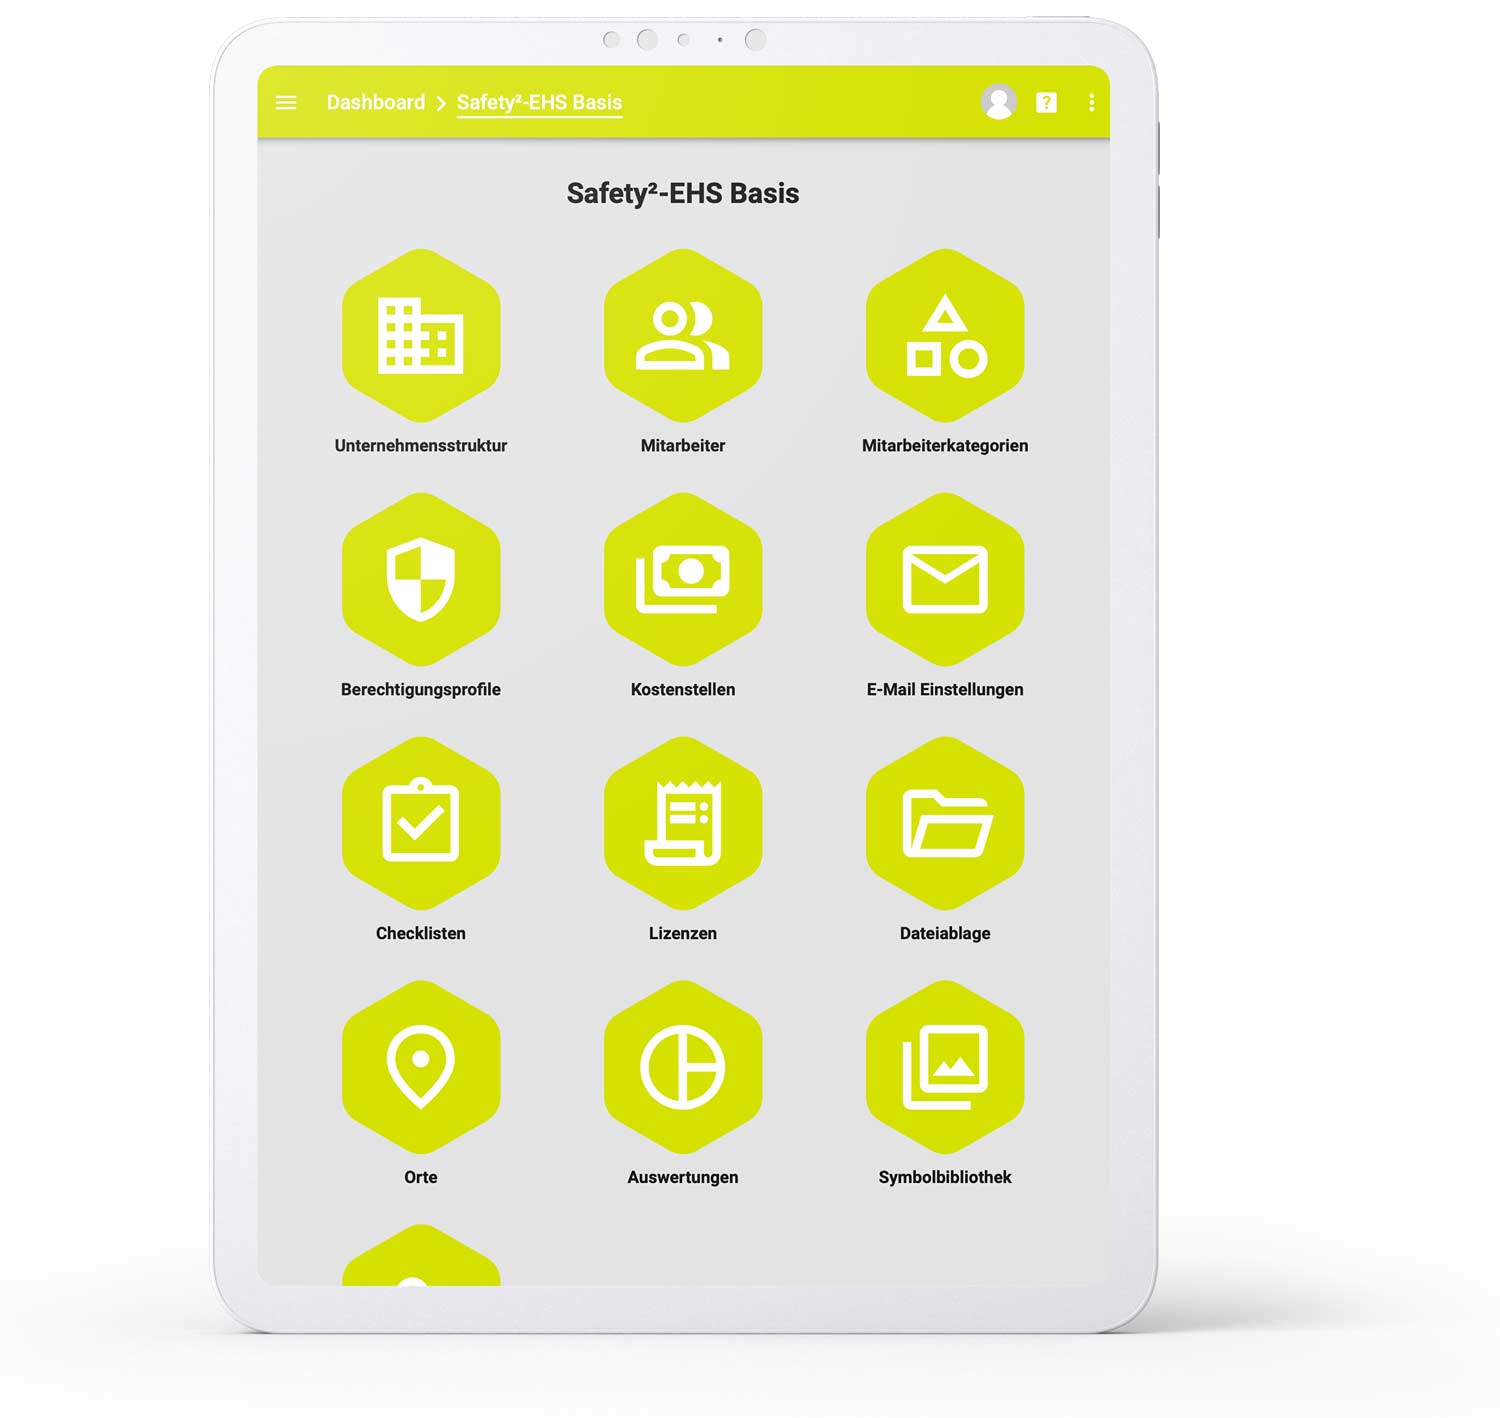 Dashboard > Safety²-EHS Basis ?
Safety²-EHS Basis
Unternehmensstruktur Mitarbeiter Mitarbeiterkategorien
Berechtigungsprofile Kostenstellen E-Mail Einstellungen
Checklisten Lizenzen Dateiablage
Orte Auswertungen Symbolbibliothek